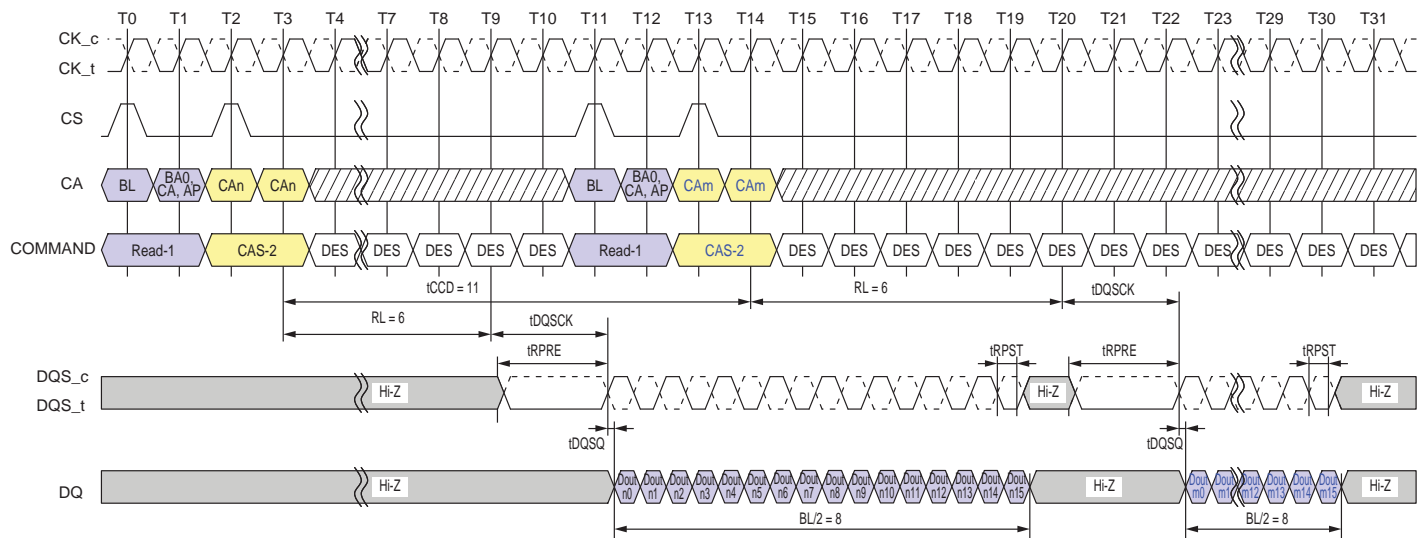 T0 T1 T2 T3 T4 T7 T8 T9 T10 T11 T12 T13 T14 T15 T16 T17 T18 T19 T20 T21 T22 T23 T29 T30 T31
CK_c
CK_t
CS
CA
BL
BA0,
CA, AP
CAn
CAn
BL
BA0,
CA, AP
CAm
CAm
COMMAND
Read-1 CAS-2 DES DES DES DES DES Read-1 CAS-2 DES DES DES DES DES DES DES DES DES DES DES DES
tCCD = 11 RL = 6 tDQSCK
RL = 6 tDQSCK
tRPRE tRPST tRPRE tRPST
DQS_c
DQS_t
Hi-Z Hi-Z Hi-Z
tDQSQ tDQSQ
DQ
Hi-Z
Dout
n0
Dout
n1
Dout
n2
Dout
n3
Dout
n4
Dout
n5
Dout
n6
Dout
n7
Dout
n8
Dout
n9
Dout
n10
Dout
n11
Dout
n12
Dout
n13
Dout
n14
Dout
n15
Hi-Z
Dout
m0
Dout
m1
Dout
m12
Dout
m13
Dout
m14
Dout
m15
Hi-Z
BL/2 = 8 BL/2 = 8